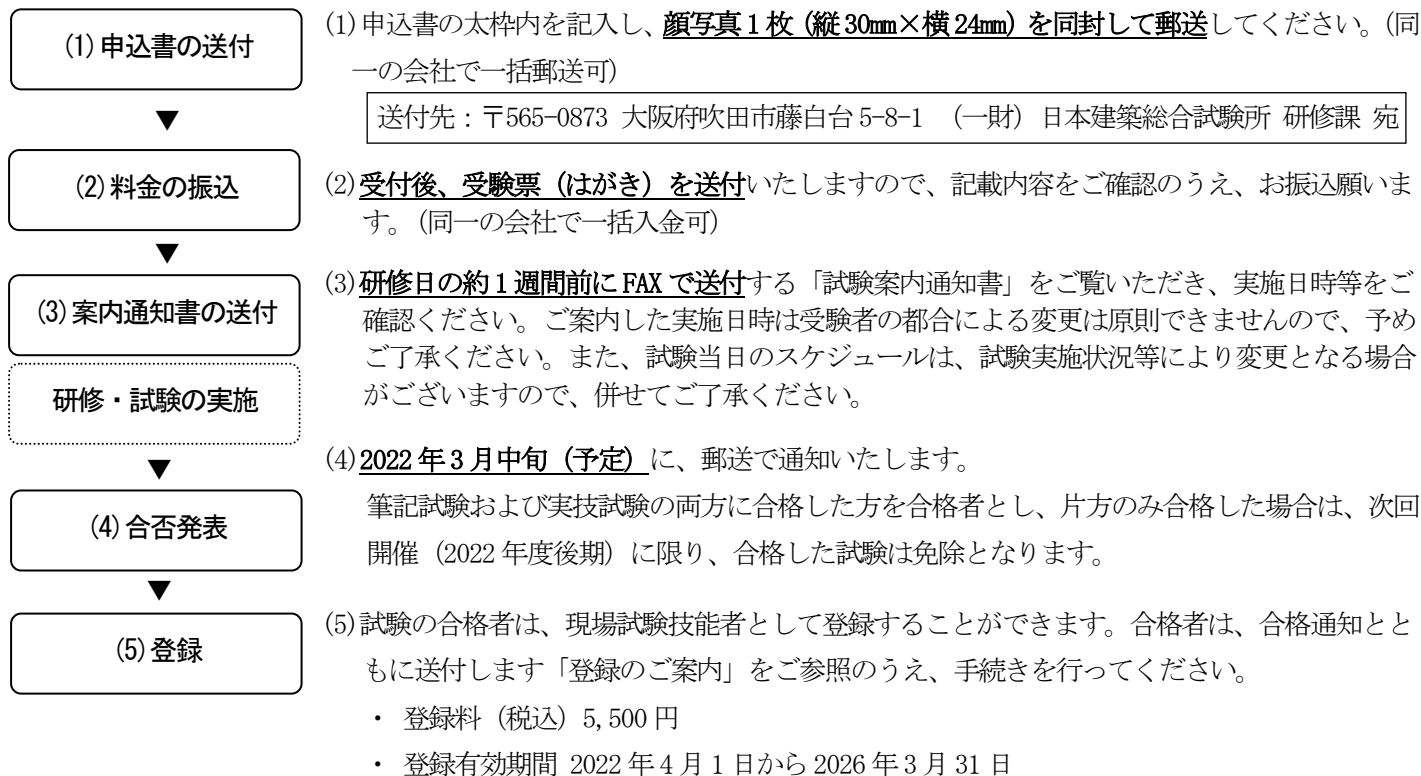 (1)申込書の送付
▼
(2)料金の振込
▼
(3)案内通知書の送付
研修・試験の実施
▼
(4)合否発表
▼
(5)登録
(1)申込書の太枠内を記入し、顔写真1枚（縦30㎜×横24㎜）を同封して郵送してください。(同
一の会社で一括郵送可)
送付先：〒565-0873 大阪府吹田市藤白台5-8-1 （一財）日本建築総合試験所 研修課 宛
(2)受付後、受験票（はがき）を送付いたしますので、記載内容をご確認のうえ、お振込願いま
す。(同一の会社で一括入金可)
(3)研修日の約1週間前にFAXで送付する「試験案内通知書」をご覧いただき、実施日時等をご
確認ください。ご案内した実施日時は受験者の都合による変更は原則できませんので、予め
ご了承ください。また、試験当日のスケジュールは、試験実施状況等により変更となる場合
がございますので、併せてご了承ください。
(4)2022年3月中旬（予定）に、郵送で通知いたします。
筆記試験および実技試験の両方に合格した方を合格者とし、片方のみ合格した場合は、次回
開催（2022年度後期）に限り、合格した試験は免除となります。
(5)試験の合格者は、現場試験技能者として登録することができます。合格者は、合格通知とと
もに送付します「登録のご案内」をご参照のうえ、手続きを行ってください。
・ 登録料（税込）5,500円
・ 登録有効期間 2022年4月1日から2026年3月31日